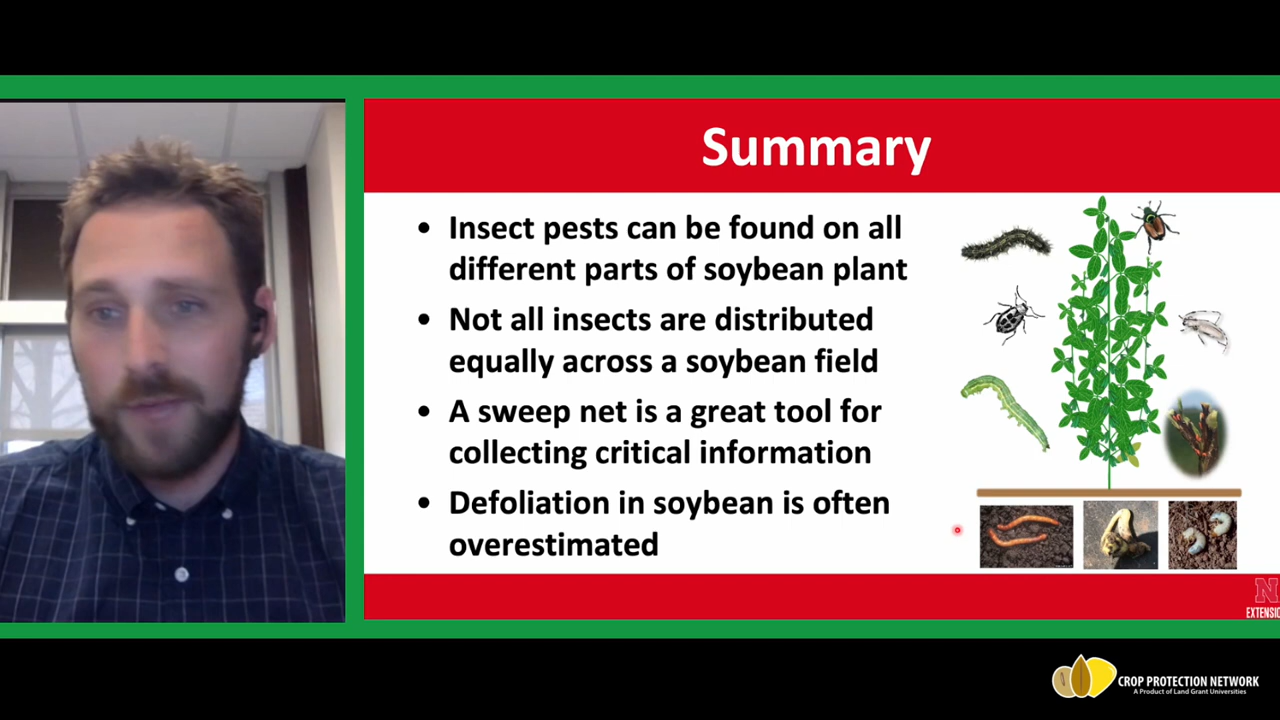 Summary
• Insect pests can be found on all
different parts of soybean plant
• Not all insects are distributed
equally across a soybean field
• A sweep net is a great tool for
collecting critical information
• Defoliation in soybean is often
overestimated
N
EXTENSIO
CROP PROTECTION NETWORK
A Product of Land Grant Universities